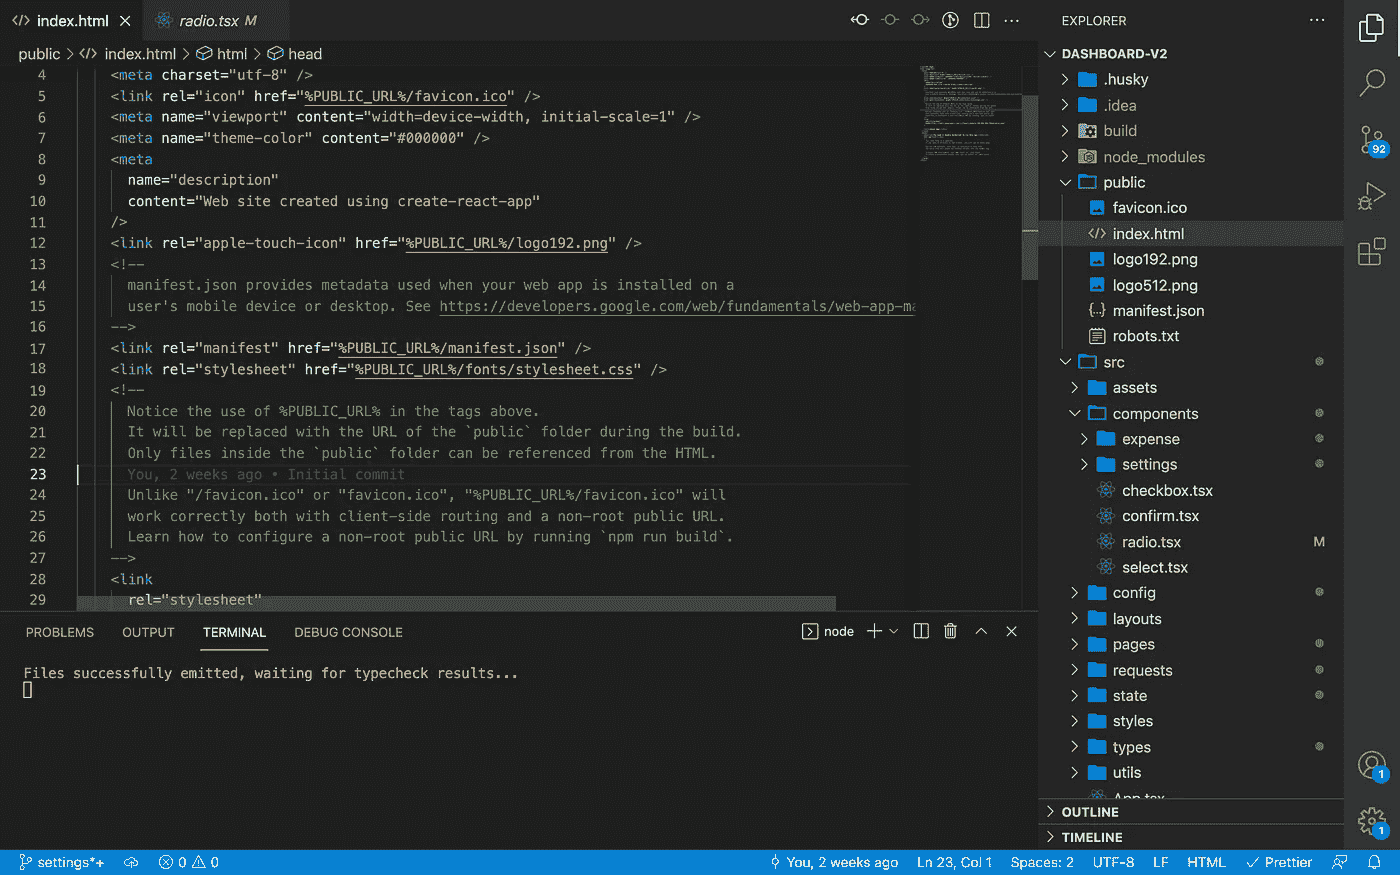 index.html
radio.tsx M
public > index.html > html > head
4 <meta charset="utf-8" />
5 <link rel="icon" href="%PUBLIC_URL%/favicon.ico" />
6 <meta name="viewport" content="width=device-width, initial-scale=1" />
7 <meta name="theme-color" content="#000000" />
8 <meta
9 name="description"
10 content="Web site created using create-react-app"
11 />
12 <link rel="apple-touch-icon" href="%PUBLIC_URL%/logo192.png" />
13 <!--
14 manifest.json provides metadata used when your web app is installed on a
15 user's mobile device or desktop. See https://developers.google.com/web/fundamentals/web-app-ma
16 -->
17 <link rel="manifest" href="%PUBLIC_URL%/manifest.json" />
18 <link rel="stylesheet" href="%PUBLIC_URL%/fonts/stylesheet.css" />
19 <!--
20 Notice the use of %PUBLIC_URL% in the tags above.
21 It will be replaced with the URL of the `public` folder during the build.
22 Only files inside the `public` folder can be referenced from the HTML.
23 You, 2 weeks ago • Initial commit
24 Unlike "/favicon.ico" or "favicon.ico", "%PUBLIC_URL%/favicon.ico" will
25 work correctly both with client-side routing and a non-root public URL.
26 Learn how to configure a non-root public URL by running `npm run build`.
27 -->
28 <link
29 rel="stylesheet"
PROBLEMS OUTPUT TERMINAL DEBUG CONSOLE
node
Files successfully emitted, waiting for typecheck results...
EXPLORER
DASHBOARD-V2
.husky
.idea
build
node_modules
public
favicon.ico
index.html
logo192.png
logo512.png
manifest.json
robots.txt
src
assets
components
expense
settings
checkbox.tsx
confirm.tsx
radio.tsx M
select.tsx
config
layouts
pages
requests
state
styles
types
utils
App.tsx
OUTLINE
TIMELINE
92
1
1
settings*+ 0 0 You, 2 weeks ago Ln 23, Col 1 Spaces: 2 UTF-8 LF HTML Prettier